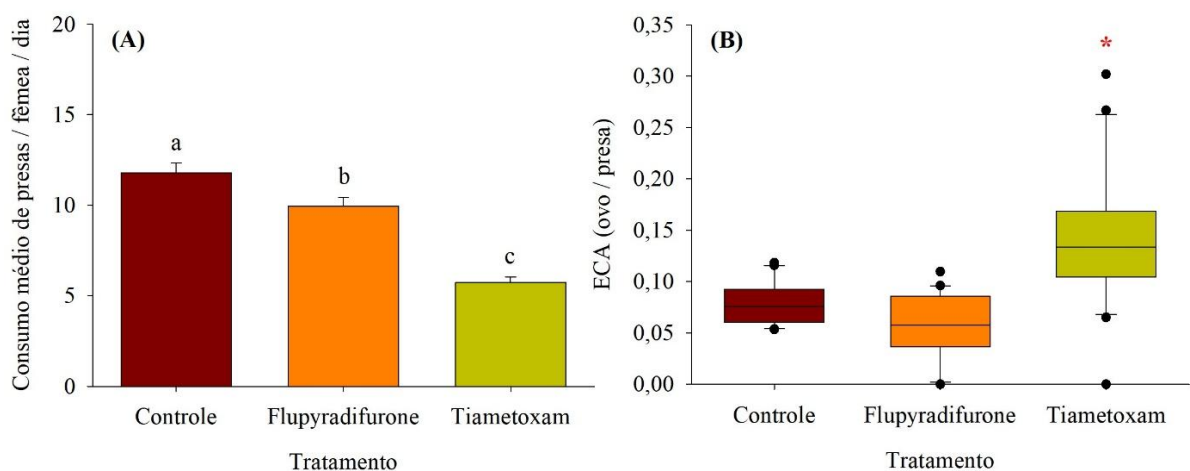 (A)
Consumo médio de presas / fêmea / dia
20
15
10
5
0
a
b
c
Controle
Flupyradifurone
Tiametoxam
Tratamento
(B)
ECA (ovo / presa)
0,35
0,30
0,25
0,20
0,15
0,10
0,05
0,00
*
Controle
Flupyradifurone
Tiametoxam
Tratamento